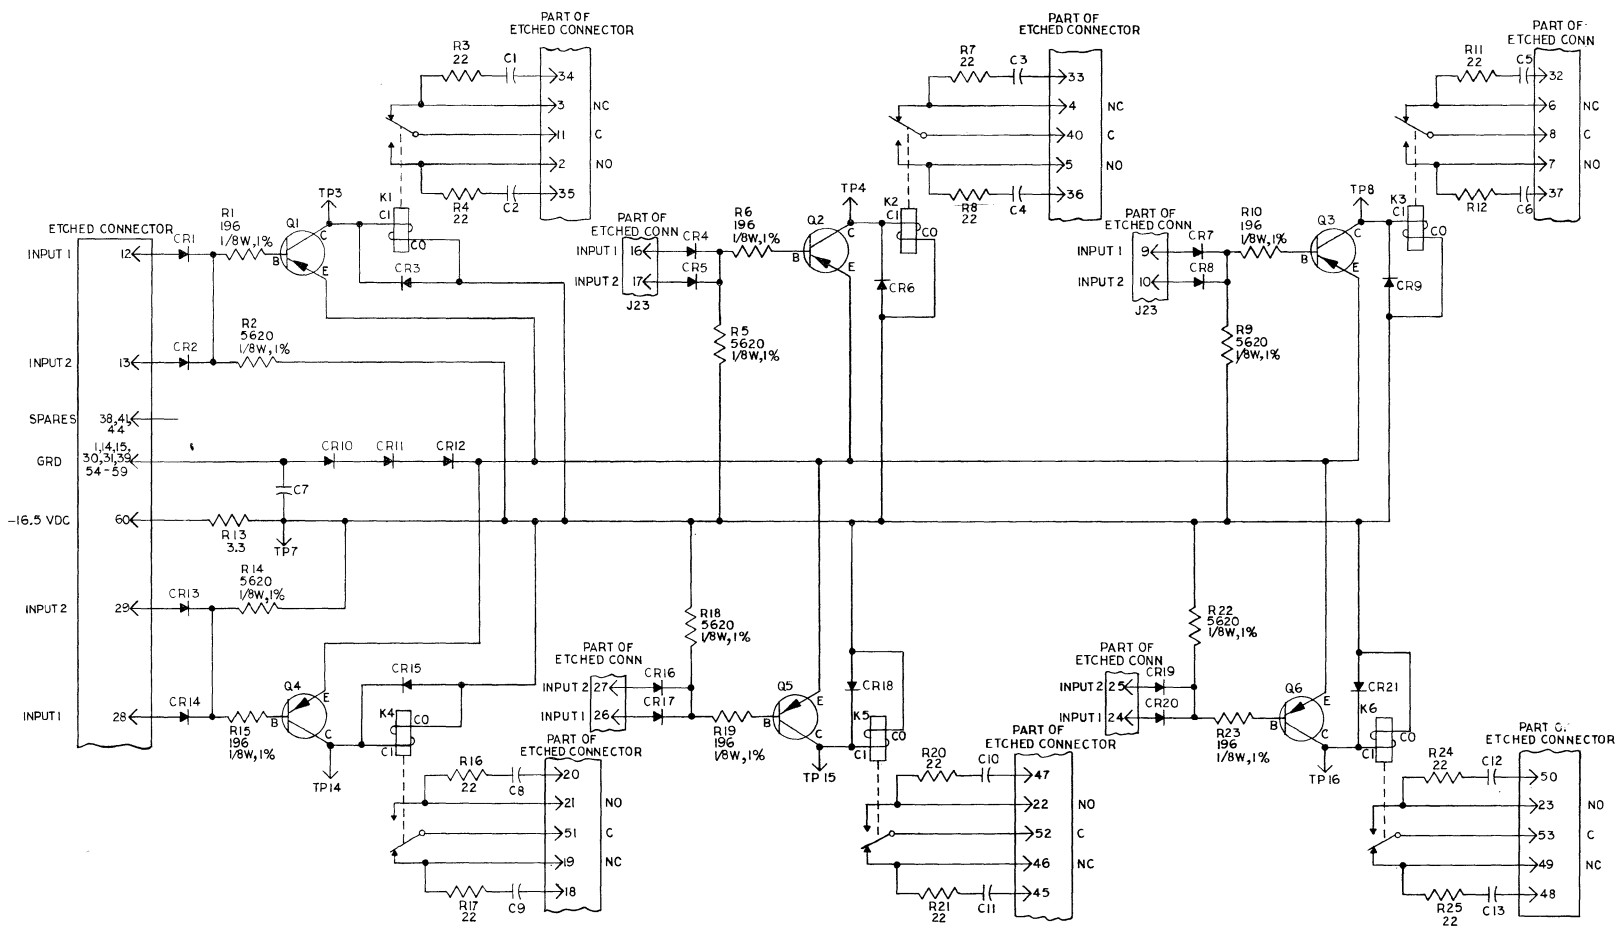 PART OF
ETCHED CONNECTOR
R3
22
C1
34
3 NC
11 C
2 NO
35
R4
22
C2
TP3
K1
C1
CO
ETCHED CONNECTOR
INPUT 1
12
CR1
R1
196
1/8W,1%
Q1
B
C
E
CR3
INPUT 2
13
CR2
R2
5620
1/8W,1%
SPARES
38,41,
44
GRD
1,14,15,
30,31,39,
54-59
CR10
CR11
CR12
C7
-16.5 VDC
60
R13
3.3
TP7
INPUT 2
29
CR13
R14
5620
1/8W,1%
INPUT 1
28
CR14
R15
196
1/8W,1%
Q4
B
E
C
TP14
CR15
K4
CO
C1
PART OF
ETCHED CONNECTOR
R16
22
C8
20
21 NO
51 C
19 NC
18
R17
22
C9
PART OF
ETCHED CONNECTOR
R7
22
C3
33
4 NC
40 C
5 NO
36
R8
22
C4
TP4
K2
C1
CO
PART OF
ETCHED CONN
INPUT 1
16
INPUT 2
17
J23
CR4
CR5
R6
196
1/8W,1%
Q2
B
C
E
CR6
R5
5620
1/8W,1%
R18
5620
1/8W,1%
PART OF
ETCHED CONN
INPUT 2
27
INPUT 1
26
CR16
CR17
R19
196
1/8W,1%
Q5
B
E
C
TP15
CR18
K5
CO
C1
PART OF
ETCHED CONNECTOR
R20
22
C10
47
22 NO
52 C
46 NC
45
R21
22
C11
PART OF
ETCHED CONN
R11
22
C5
32
6 NC
8 C
7 NO
37
R12
C6
TP8
K3
C1
CO
PART OF
ETCHED CONN
INPUT 1
9
INPUT 2
10
J23
CR7
CR8
R10
196
1/8W,1%
Q3
B
C
E
CR9
R9
5620
1/8W,1%
R22
5620
1/8W,1%
PART OF
ETCHED CONN
INPUT 2
25
INPUT 1
24
CR19
CR20
R23
196
1/8W,1%
Q6
B
E
C
TP16
CR21
K6
CO
C1
PART O.
ETCHED CONNECTOR
R24
22
C12
50
23 NO
53 C
49 NC
48
R25
22
C13